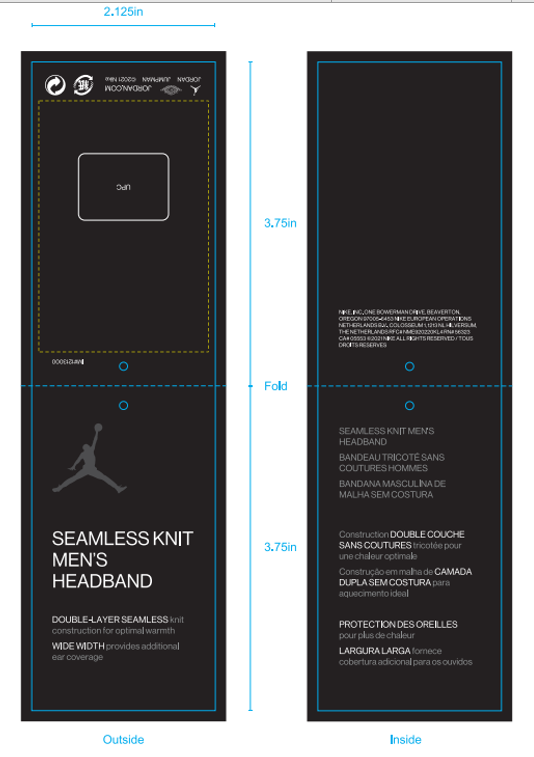 2.125in
JORDAN
JUMPMAN
JORDAN.COM
©2021 Nike
UPC
3.75in
NIKE, INC., ONE BOWERMAN DRIVE, BEAVERTON,
OREGON 97005-6453 NIKE EUROPEAN OPERATIONS
NETHERLANDS B.V., COLOSSEUM 1, 1213 NL HILVERSUM,
THE NETHERLANDS RFC# NME920220KL4 RN# 56323
CA# 05553 ©2021 NIKE ALL RIGHTS RESERVED / TOUS
DROITS RESERVES
Fold
SEAMLESS KNIT
MEN'S
HEADBAND
DOUBLE-LAYER SEAMLESS knit
construction for optimal warmth
WIDE WIDTH provides additional
ear coverage
3.75in
SEAMLESS KNIT MEN'S
HEADBAND
BANDEAU TRICOTÉ SANS
COUTURES HOMMES
BANDANA MASCULINA DE
MALHA SEM COSTURA
Construction DOUBLE COUCHE
SANS COUTURES tricotée pour
une chaleur optimale
Construção em malha de CAMADA
DUPLA SEM COSTURA para
aquecimento ideal
PROTECTION DES OREILLES
pour plus de chaleur
LARGURA LARGA fornece
cobertura adicional para os ouvidos
Outside
Inside